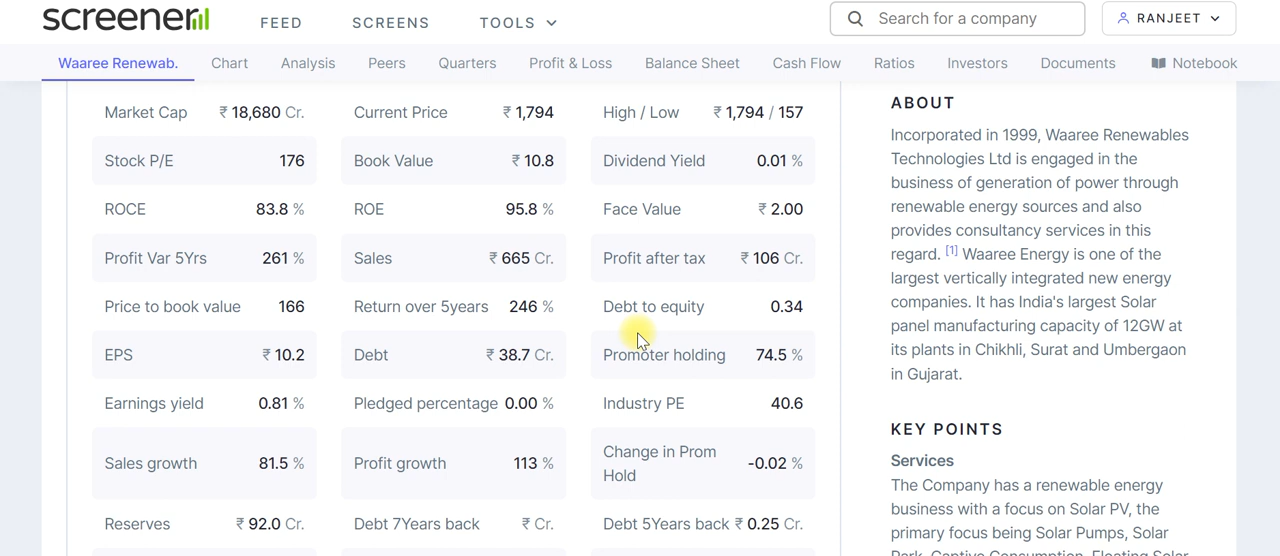 screener
FEED
SCREENS
TOOLS
Search for a company
RANJEET
Waaree Renewab.
Chart
Analysis
Peers
Quarters
Profit & Loss
Balance Sheet
Cash Flow
Ratios
Investors
Documents
Notebook
Market Cap ₹ 18,680 Cr.
Current Price ₹ 1,794
High / Low ₹ 1,794 / 157
Stock P/E 176
Book Value ₹ 10.8
Dividend Yield 0.01 %
ROCE 83.8 %
ROE 95.8 %
Face Value ₹ 2.00
Profit Var 5Yrs 261 %
Sales ₹ 665 Cr.
Profit after tax ₹ 106 Cr.
Price to book value 166
Return over 5years 246 %
Debt to equity 0.34
EPS ₹ 10.2
Debt ₹ 38.7 Cr.
Promoter holding 74.5 %
Earnings yield 0.81 %
Pledged percentage 0.00 %
Industry PE 40.6
Sales growth 81.5 %
Profit growth 113 %
Change in Prom
Hold -0.02 %
Reserves ₹ 92.0 Cr.
Debt 7Years back ₹ Cr.
Debt 5Years back ₹ 0.25 Cr.
ABOUT
Incorporated in 1999, Waaree Renewables
Technologies Ltd is engaged in the
business of generation of power through
renewable energy sources and also
provides consultancy services in this
regard. [1] Waaree Energy is one of the
largest vertically integrated new energy
companies. It has India's largest Solar
panel manufacturing capacity of 12GW at
its plants in Chikhli, Surat and Umbergaon
in Gujarat.
KEY POINTS
Services
The Company has a renewable energy
business with a focus on Solar PV, the
primary focus being Solar Pumps, Solar
Park, Captive Consumption, Floating Solar